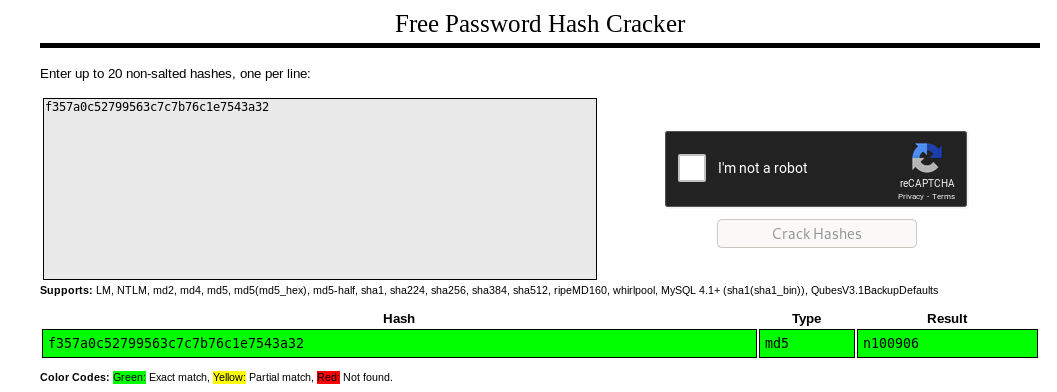 Free Password Hash Cracker
Enter up to 20 non-salted hashes, one per line:
f357a0c52799563c7c7b76c1e7543a32
I'm not a robot
reCAPTCHA
Privacy - Terms
Crack Hashes
Supports: LM, NTLM, md2, md4, md5, md5(md5_hex), md5-half, sha1, sha224, sha256, sha384, sha512, ripeMD160, whirlpool, MySQL 4.1+ (sha1(sha1_bin)), QubesV3.1BackupDefaults
Hash Type Result
f357a0c52799563c7c7b76c1e7543a32 md5 n100906
Color Codes: Green: Exact match, Yellow: Partial match, Red: Not found.